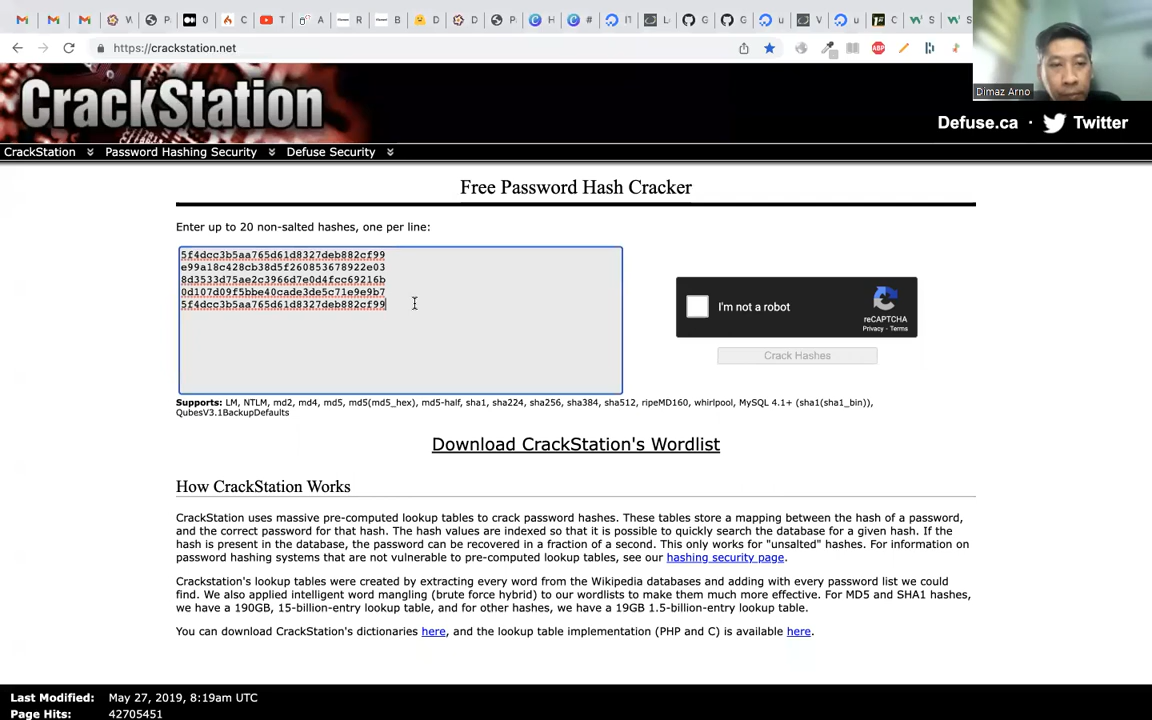 M
M
M
W
P
O
C
T
A
R
B
D
D
P
H
#
IT
L
G
G
u
V
u
C
S
S
https://crackstation.net
ABP
Dimaz Arno
CrackStation
Defuse.ca · Twitter
CrackStation Password Hashing Security Defuse Security
Free Password Hash Cracker
Enter up to 20 non-salted hashes, one per line:
5f4dcc3b5aa765d61d8327deb882cf99
e99a18c428cb38d5f260853678922e03
8d3533d75ae2c3966d7e0d4fcc69216b
0d107d09f5bbe40cade3de5c71e9e9b7
5f4dcc3b5aa765d61d8327deb882cf99
I'm not a robot
reCAPTCHA
Privacy - Terms
Crack Hashes
Supports: LM, NTLM, md2, md4, md5, md5(md5_hex), md5-half, sha1, sha224, sha256, sha384, sha512, ripeMD160, whirlpool, MySQL 4.1+ (sha1(sha1_bin)),
QubesV3.1BackupDefaults
Download CrackStation's Wordlist
How CrackStation Works
CrackStation uses massive pre-computed lookup tables to crack password hashes. These tables store a mapping between the hash of a password,
and the correct password for that hash. The hash values are indexed so that it is possible to quickly search the database for a given hash. If the
hash is present in the database, the password can be recovered in a fraction of a second. This only works for "unsalted" hashes. For information on
password hashing systems that are not vulnerable to pre-computed lookup tables, see our hashing security page.
Crackstation's lookup tables were created by extracting every word from the Wikipedia databases and adding with every password list we could
find. We also applied intelligent word mangling (brute force hybrid) to our wordlists to make them much more effective. For MD5 and SHA1 hashes,
we have a 190GB, 15-billion-entry lookup table, and for other hashes, we have a 19GB 1.5-billion-entry lookup table.
You can download CrackStation's dictionaries here, and the lookup table implementation (PHP and C) is available here.
Last Modified: May 27, 2019, 8:19am UTC
Page Hits: 42705451